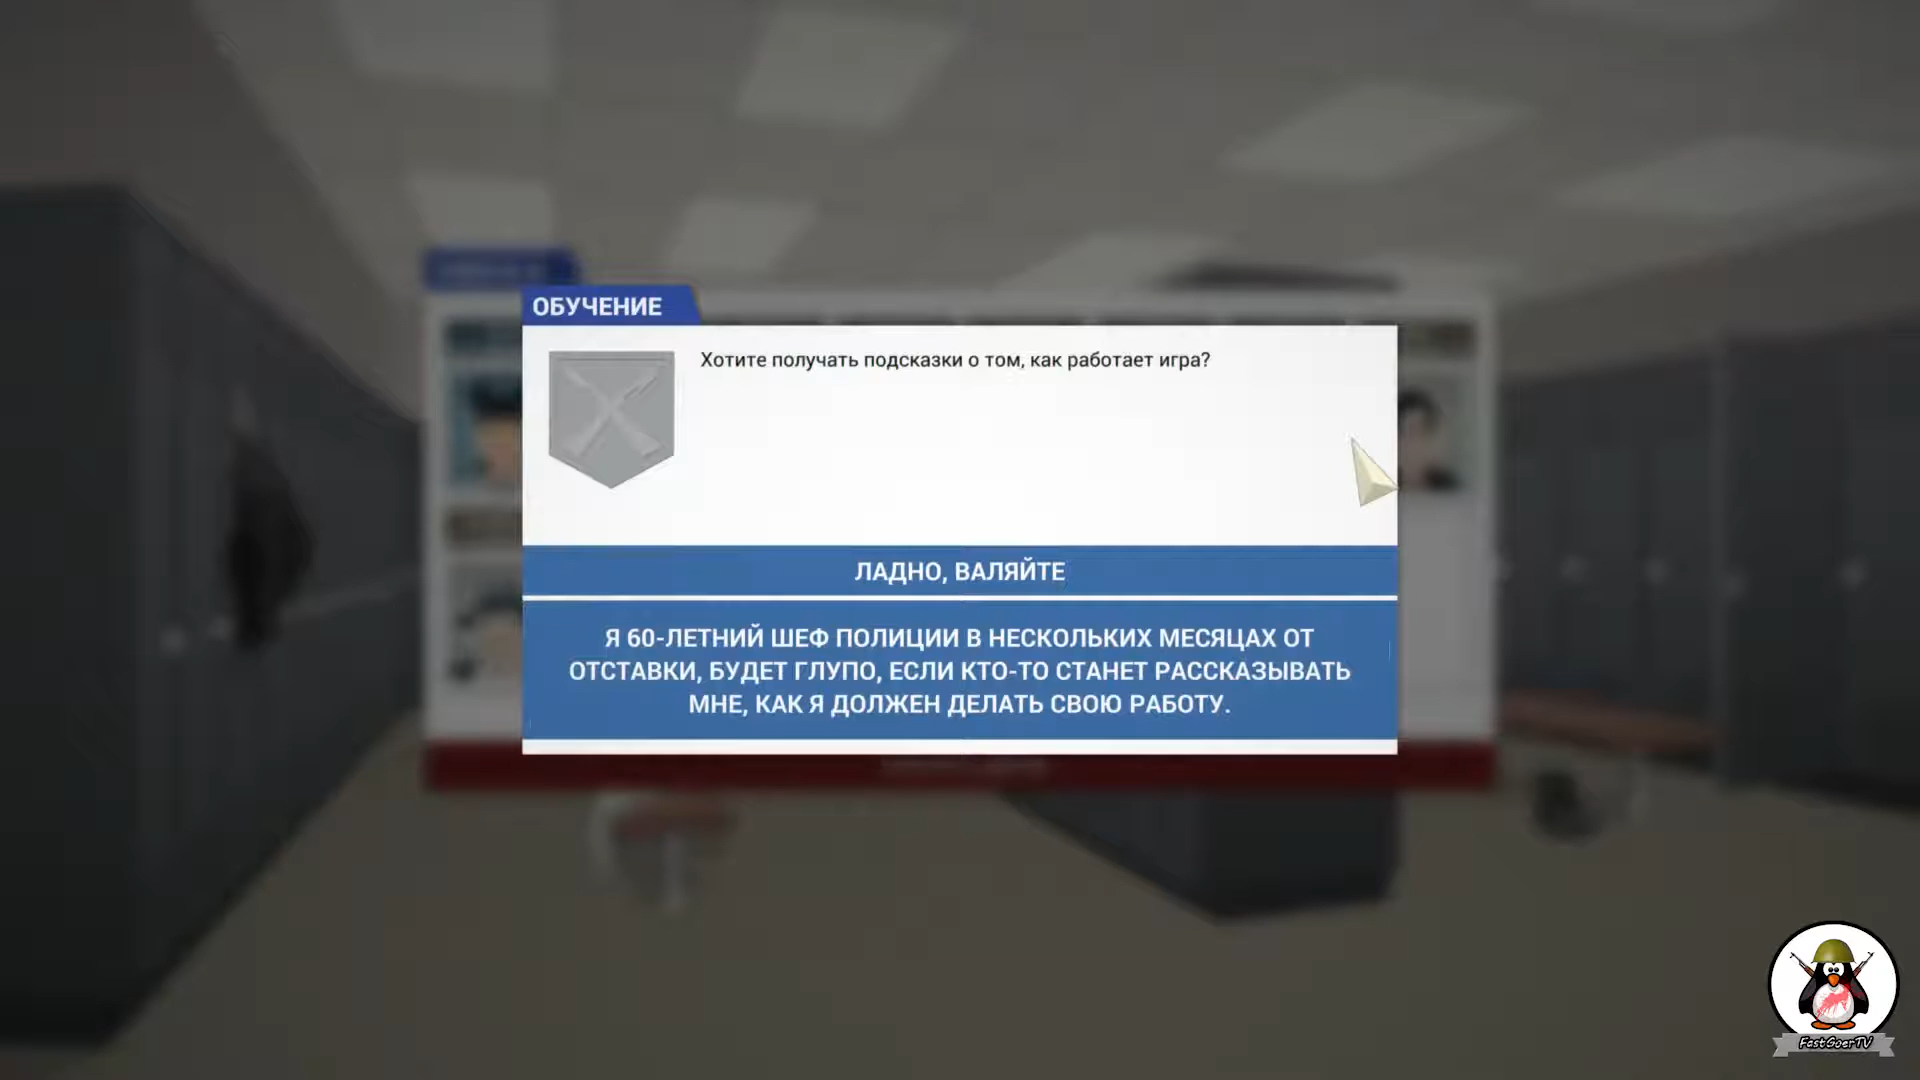 ОБУЧЕНИЕ
Хотите получать подсказки о том, как работает игра?
ЛАДНО, ВАЛЯЙТЕ
Я 60-ЛЕТНИЙ ШЕФ ПОЛИЦИИ В НЕСКОЛЬКИХ МЕСЯЦАХ ОТ
ОТСТАВКИ, БУДЕТ ГЛУПО, ЕСЛИ КТО-ТО СТАНЕТ РАССКАЗЫВАТЬ
МНЕ, КАК Я ДОЛЖЕН ДЕЛАТЬ СВОЮ РАБОТУ.
FastGoerTV